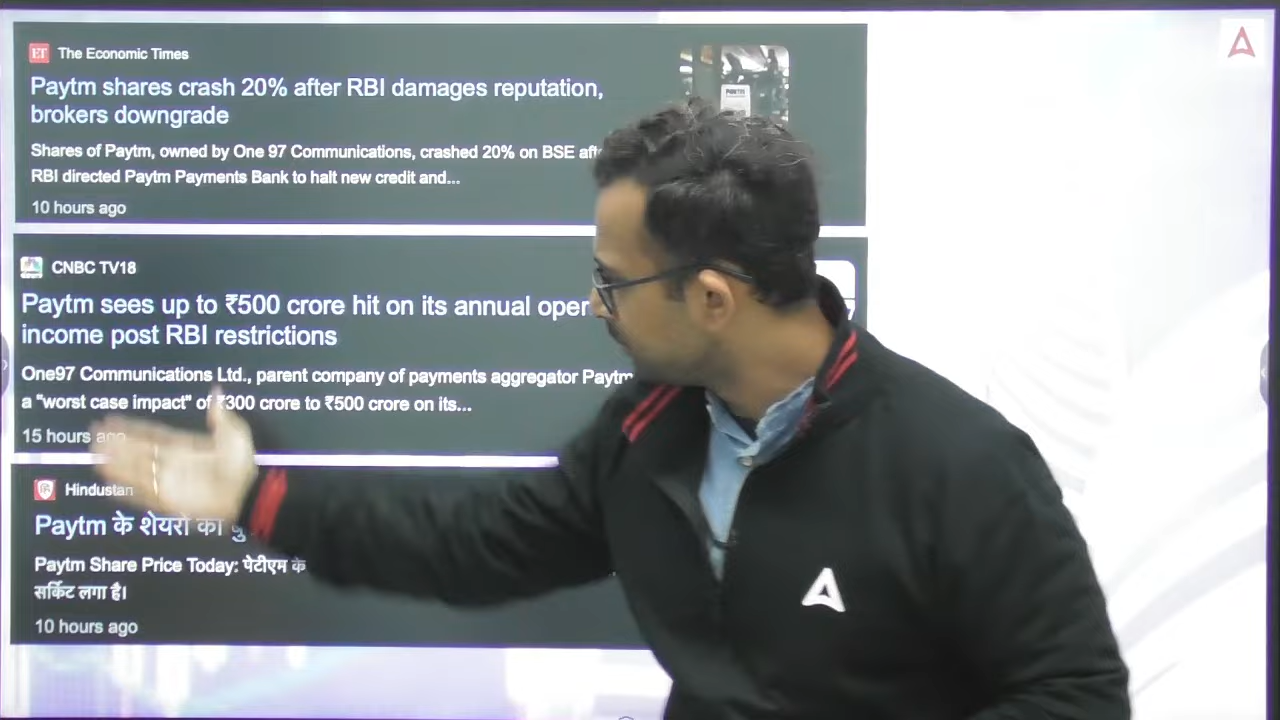 The Economic Times
Paytm shares crash 20% after RBI damages reputation,
brokers downgrade
Shares of Paytm, owned by One 97 Communications, crashed 20% on BSE
RBI directed Paytm Payments Bank to halt new credit and...
10 hours ago
CNBC TV18
Paytm sees up to ₹500 crore hit on its annual
income post RBI restrictions
One97 Communications Ltd., parent company of payments aggregator Paytm
a "worst case impact" of ₹300 crore to ₹500 crore on its...
15 hours ago
Hindustan
Paytm के शेयरों का
Paytm Share Price Today: पेटीएम के
सर्किट लगा है।
10 hours ago